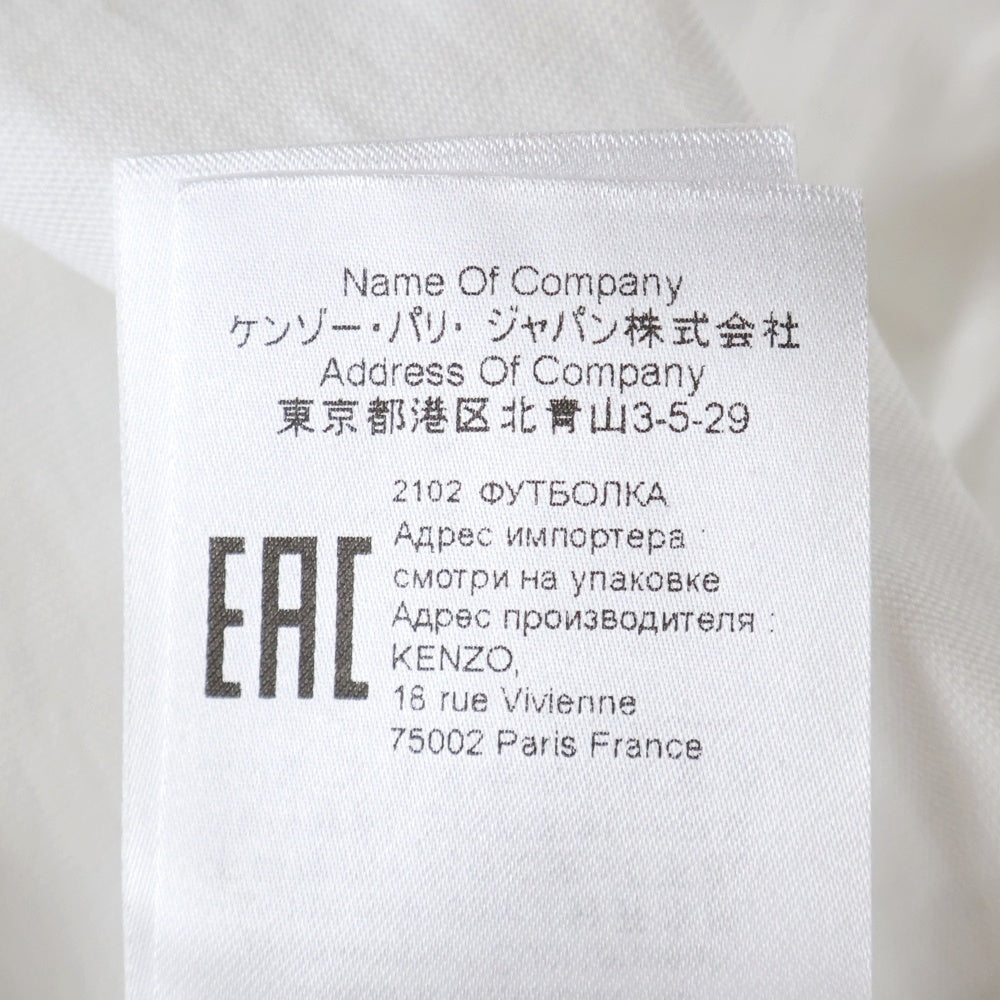 Name Of Company
ケンゾー・パリ・ ジャパン株式会社
Address Of Company
東京都港区北青山3-5-29
2102 ФУТБОЛКА
Адрес импортера :
смотри на упаковке
Адрес производителя :
KENZO,
18 rue Vivienne
75002 Paris France
EAC